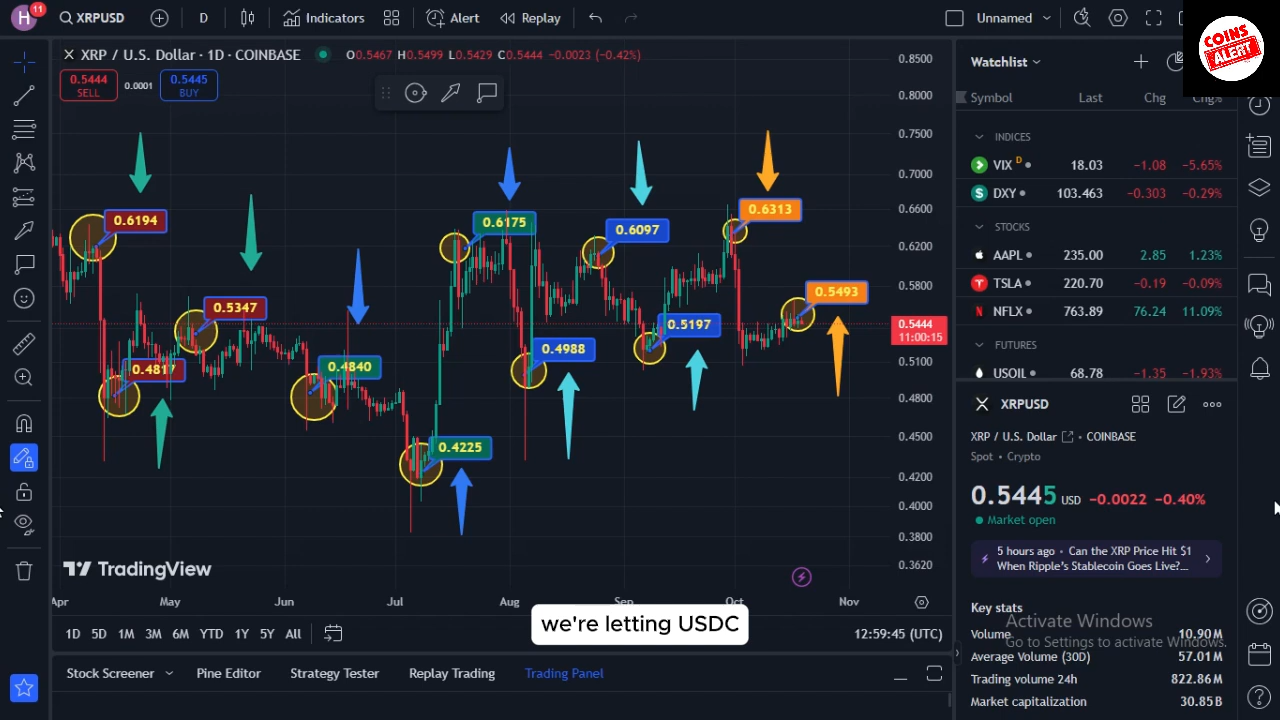 H
11
XRPUSD
D
Indicators
Alert
Replay
Unnamed
COINS
ALERT
XRP / U.S. Dollar · 1D · COINBASE
O0.5467 H0.5499 L0.5429 C0.5444 −0.0023 (−0.42%)
0.5444
SELL
0.0001
0.5445
BUY
0.8500
0.8000
0.7500
0.7000
0.6600
0.6200
0.5800
0.5444
11:00:15
0.5100
0.4800
0.4500
0.4200
0.4000
0.3800
0.3620
0.6194
0.5347
0.4817
0.4840
0.4225
0.6175
0.4988
0.6097
0.5197
0.6313
0.5493
TradingView
Apr May Jun Jul Aug Sep Oct Nov
we're letting USDC
1D 5D 1M 3M 6M YTD 1Y 5Y All
12:59:45 (UTC)
Stock Screener
Pine Editor
Strategy Tester
Replay Trading
Trading Panel
Watchlist
Symbol Last Chg Chg%
INDICES
VIX D 18.03 −1.08 −5.65%
DXY 103.463 −0.303 −0.29%
STOCKS
AAPL 235.00 2.85 1.23%
TSLA 220.70 −0.19 −0.09%
NFLX 763.89 76.24 11.09%
FUTURES
USOIL 68.78 −1.35 −1.93%
XRPUSD
XRP / U.S. Dollar COINBASE
Spot • Crypto
0.5445 USD −0.0022 −0.40%
Market open
5 hours ago • Can the XRP Price Hit $1
When Ripple's Stablecoin Goes Live?...
Key stats
Activate Windows
Volume 10.90M
Go to Settings to activate Windows.
Average Volume (30D) 57.01M
Trading volume 24h 822.86M
Market capitalization 30.85B